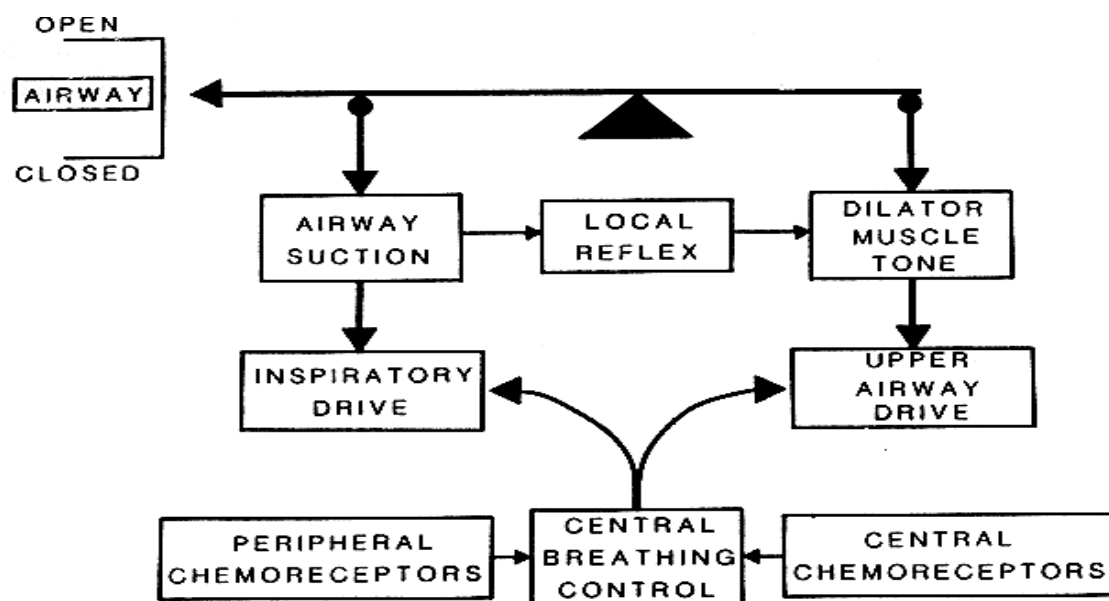 OPEN
AIRWAY
CLOSED
AIRWAY
SUCTION
LOCAL
REFLEX
DILATOR
MUSCLE
TONE
INSPIRATORY
DRIVE
UPPER
AIRWAY
DRIVE
PERIPHERAL
CHEMORECEPTORS
CENTRAL
BREATHING
CONTROL
CENTRAL
CHEMORECEPTORS